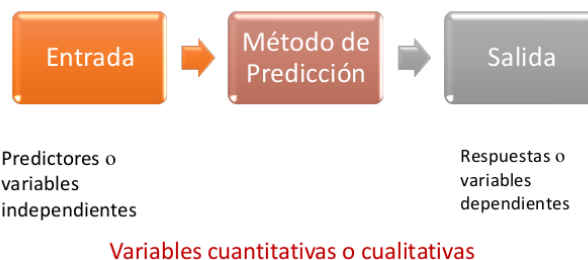 Entrada
Método de
Predicción
Salida
Predictores o
variables
independientes
Respuestas o
variables
dependientes
Variables cuantitativas o cualitativas